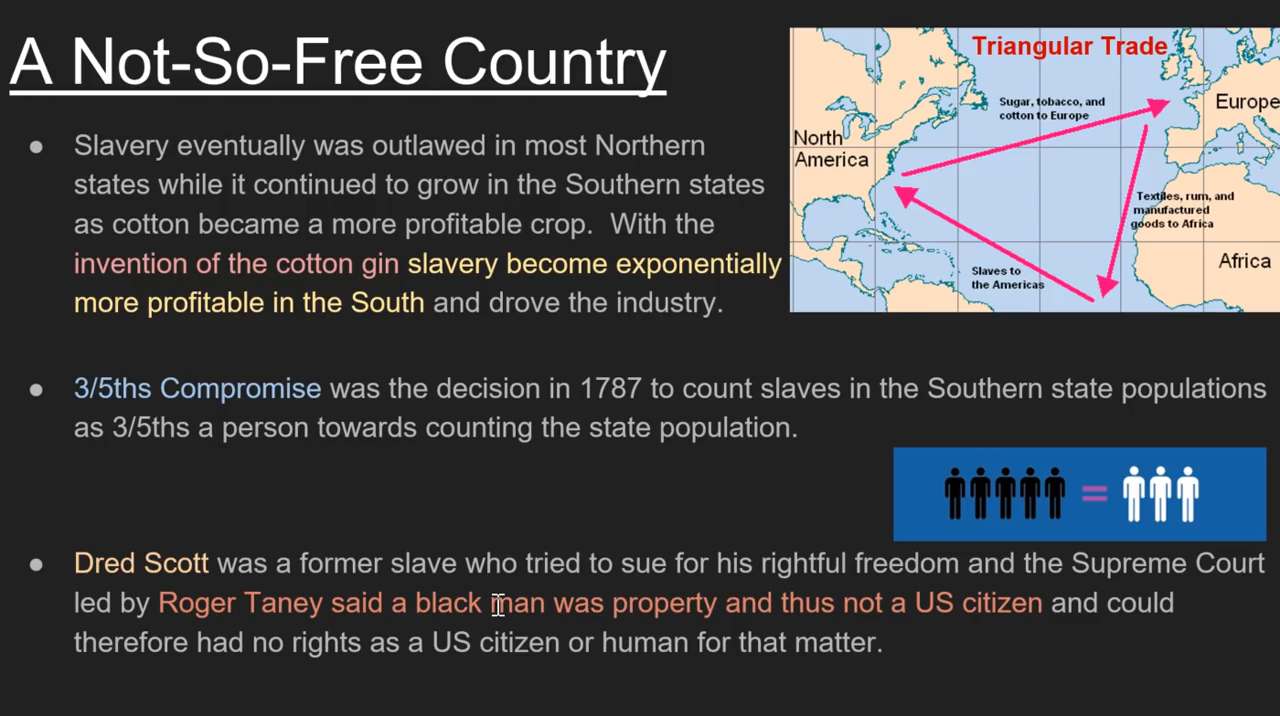 A Not-So-Free Country
Slavery eventually was outlawed in most Northern
states while it continued to grow in the Southern states
as cotton became a more profitable crop. With the
invention of the cotton gin slavery become exponentially
more profitable in the South and drove the industry.
Triangular Trade
Sugar, tobacco, and
cotton to Europe
Europe
North
America
Textiles, rum, and
manufactured
goods to Africa
Africa
Slaves to
the Americas
3/5ths Compromise was the decision in 1787 to count slaves in the Southern state populations
as 3/5ths a person towards counting the state population.
=
Dred Scott was a former slave who tried to sue for his rightful freedom and the Supreme Court
led by Roger Taney said a black man was property and thus not a US citizen and could
therefore had no rights as a US citizen or human for that matter.